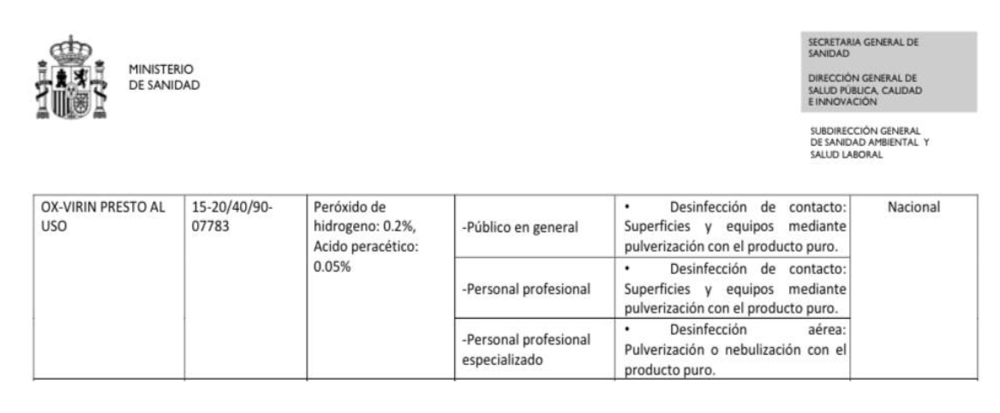 MINISTERIO
DE SANIDAD
SECRETARIA GENERAL DE
SANIDAD
DIRECCIÓN GENERAL DE
SALUD PÚBLICA, CALIDAD
E INNOVACIÓN
SUBDIRECCIÓN GENERAL
DE SANIDAD AMBIENTAL Y
SALUD LABORAL
OX-VIRIN PRESTO AL
USO
15-20/40/90-
07783
Peróxido de
hidrogeno: 0.2%,
Acido peracético:
0.05%
-Público en general
• Desinfección de contacto:
Superficies y equipos mediante
pulverización con el producto puro.
Nacional
-Personal profesional
• Desinfección de contacto:
Superficies y equipos mediante
pulverización con el producto puro.
-Personal profesional
especializado
• Desinfección aérea:
Pulverización o nebulización con el
producto puro.